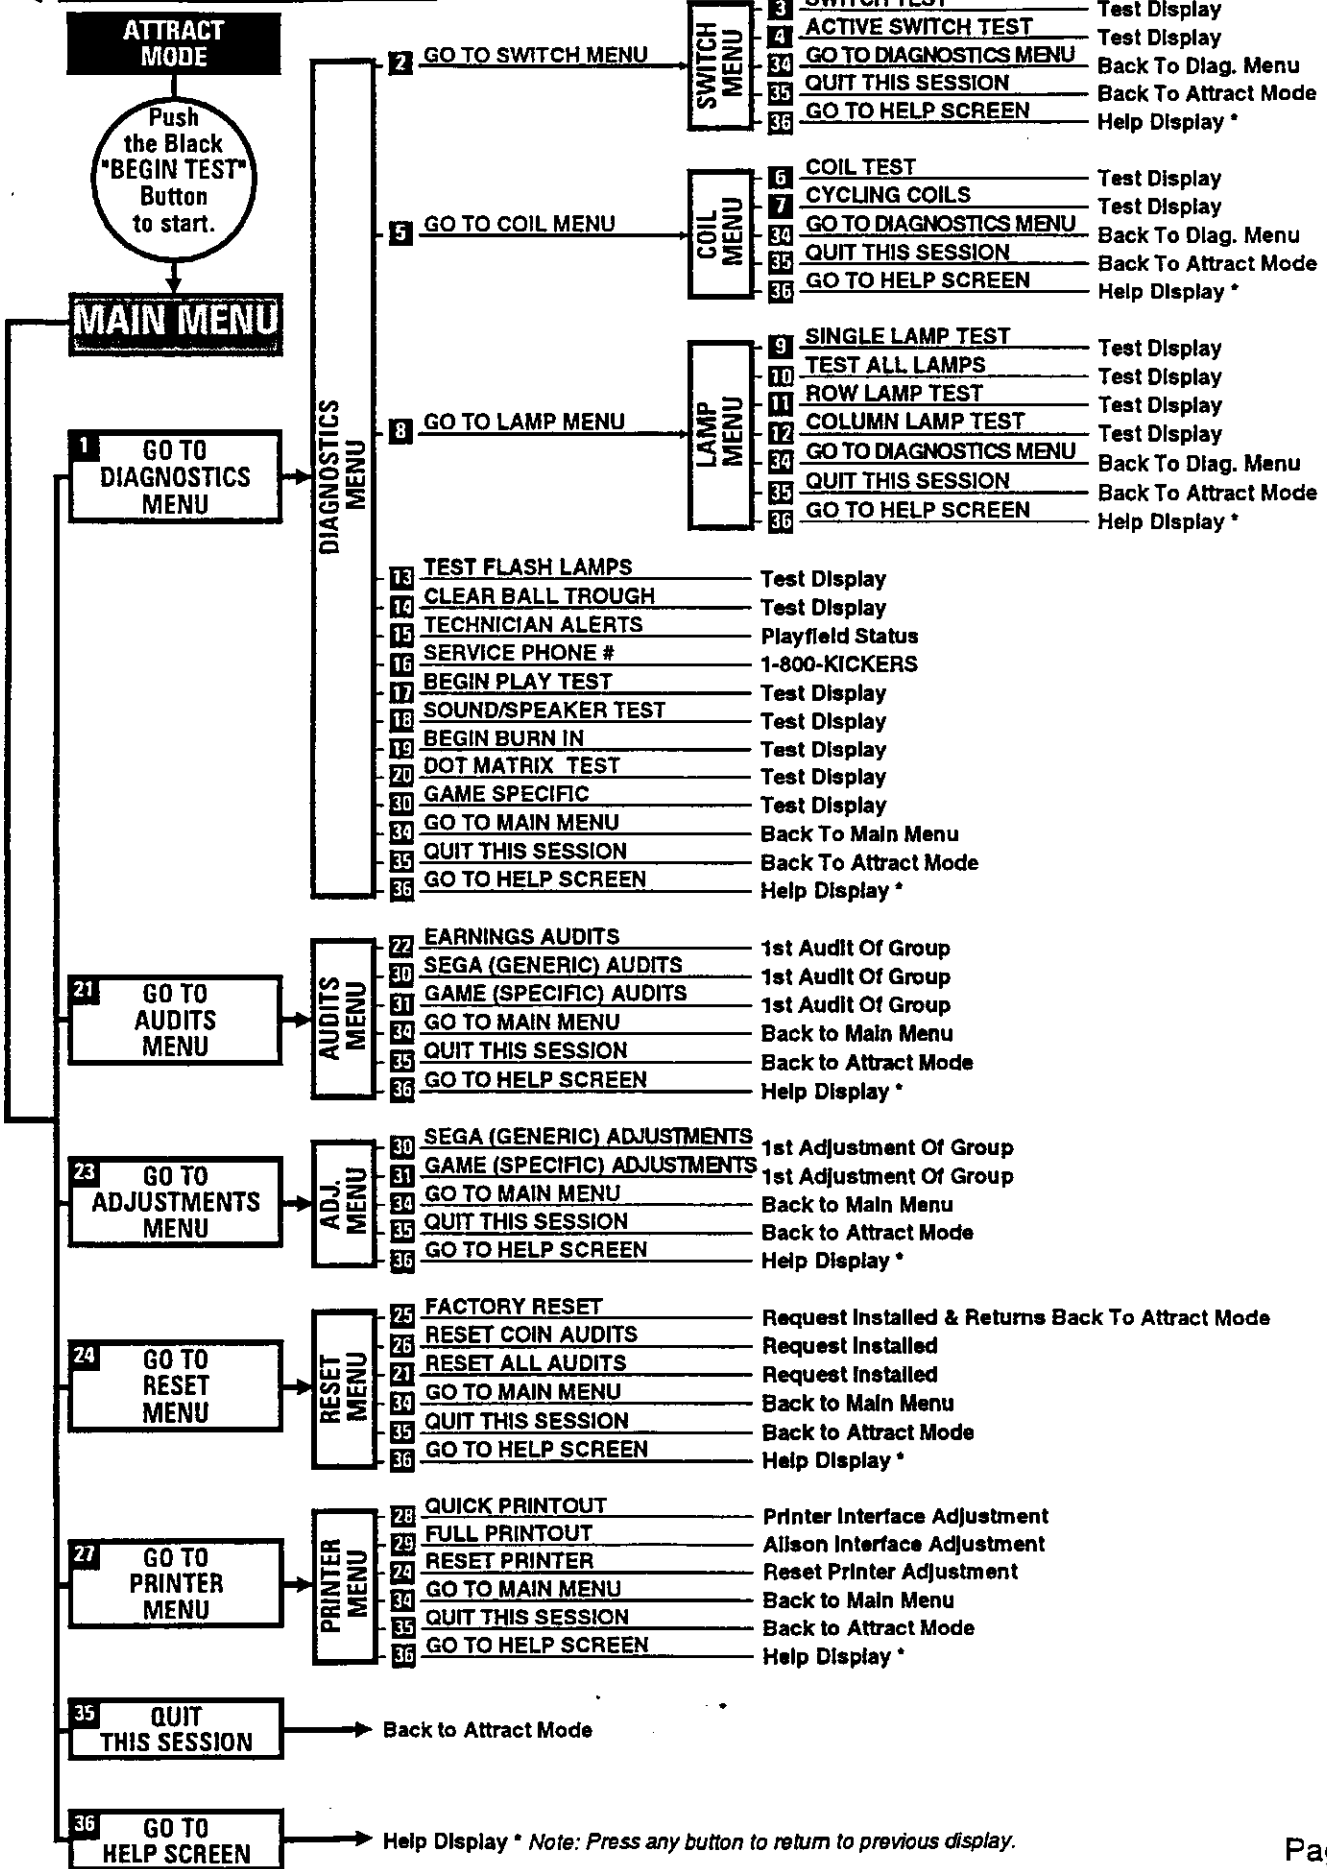 ATTRACT
MODE
Push
the Black
"BEGIN TEST"
Button
to start.
MAIN MENU
1 GO TO
DIAGNOSTICS
MENU
DIAGNOSTICS
MENU
2 GO TO SWITCH MENU
SWITCH
MENU
3 SWITCH TEST Test Display
4 ACTIVE SWITCH TEST Test Display
34 GO TO DIAGNOSTICS MENU Back To Diag. Menu
35 QUIT THIS SESSION Back To Attract Mode
36 GO TO HELP SCREEN Help Display *
5 GO TO COIL MENU
COIL
MENU
6 COIL TEST Test Display
7 CYCLING COILS Test Display
34 GO TO DIAGNOSTICS MENU Back To Diag. Menu
35 QUIT THIS SESSION Back To Attract Mode
36 GO TO HELP SCREEN Help Display *
8 GO TO LAMP MENU
LAMP
MENU
9 SINGLE LAMP TEST Test Display
10 TEST ALL LAMPS Test Display
11 ROW LAMP TEST Test Display
12 COLUMN LAMP TEST Test Display
34 GO TO DIAGNOSTICS MENU Back To Diag. Menu
35 QUIT THIS SESSION Back To Attract Mode
36 GO TO HELP SCREEN Help Display *
13 TEST FLASH LAMPS Test Display
14 CLEAR BALL TROUGH Test Display
15 TECHNICIAN ALERTS Playfield Status
16 SERVICE PHONE # 1-800-KICKERS
17 BEGIN PLAY TEST Test Display
18 SOUND/SPEAKER TEST Test Display
19 BEGIN BURN IN Test Display
20 DOT MATRIX TEST Test Display
30 GAME SPECIFIC Test Display
34 GO TO MAIN MENU Back To Main Menu
35 QUIT THIS SESSION Back To Attract Mode
36 GO TO HELP SCREEN Help Display *
21 GO TO
AUDITS
MENU
AUDITS
MENU
22 EARNINGS AUDITS 1st Audit Of Group
30 SEGA (GENERIC) AUDITS 1st Audit Of Group
31 GAME (SPECIFIC) AUDITS 1st Audit Of Group
34 GO TO MAIN MENU Back to Main Menu
35 QUIT THIS SESSION Back to Attract Mode
36 GO TO HELP SCREEN Help Display *
23 GO TO
ADJUSTMENTS
MENU
ADJ.
MENU
30 SEGA (GENERIC) ADJUSTMENTS 1st Adjustment Of Group
31 GAME (SPECIFIC) ADJUSTMENTS 1st Adjustment Of Group
34 GO TO MAIN MENU Back to Main Menu
35 QUIT THIS SESSION Back to Attract Mode
36 GO TO HELP SCREEN Help Display *
24 GO TO
RESET
MENU
RESET
MENU
25 FACTORY RESET Request Installed & Returns Back To Attract Mode
26 RESET COIN AUDITS Request Installed
21 RESET ALL AUDITS Request Installed
34 GO TO MAIN MENU Back to Main Menu
35 QUIT THIS SESSION Back to Attract Mode
36 GO TO HELP SCREEN Help Display *
27 GO TO
PRINTER
MENU
PRINTER
MENU
28 QUICK PRINTOUT Printer Interface Adjustment
29 FULL PRINTOUT Alison Interface Adjustment
24 RESET PRINTER Reset Printer Adjustment
34 GO TO MAIN MENU Back to Main Menu
35 QUIT THIS SESSION Back to Attract Mode
36 GO TO HELP SCREEN Help Display *
35 QUIT
THIS SESSION
Back to Attract Mode
36 GO TO
HELP SCREEN
Help Display * Note: Press any button to return to previous display.